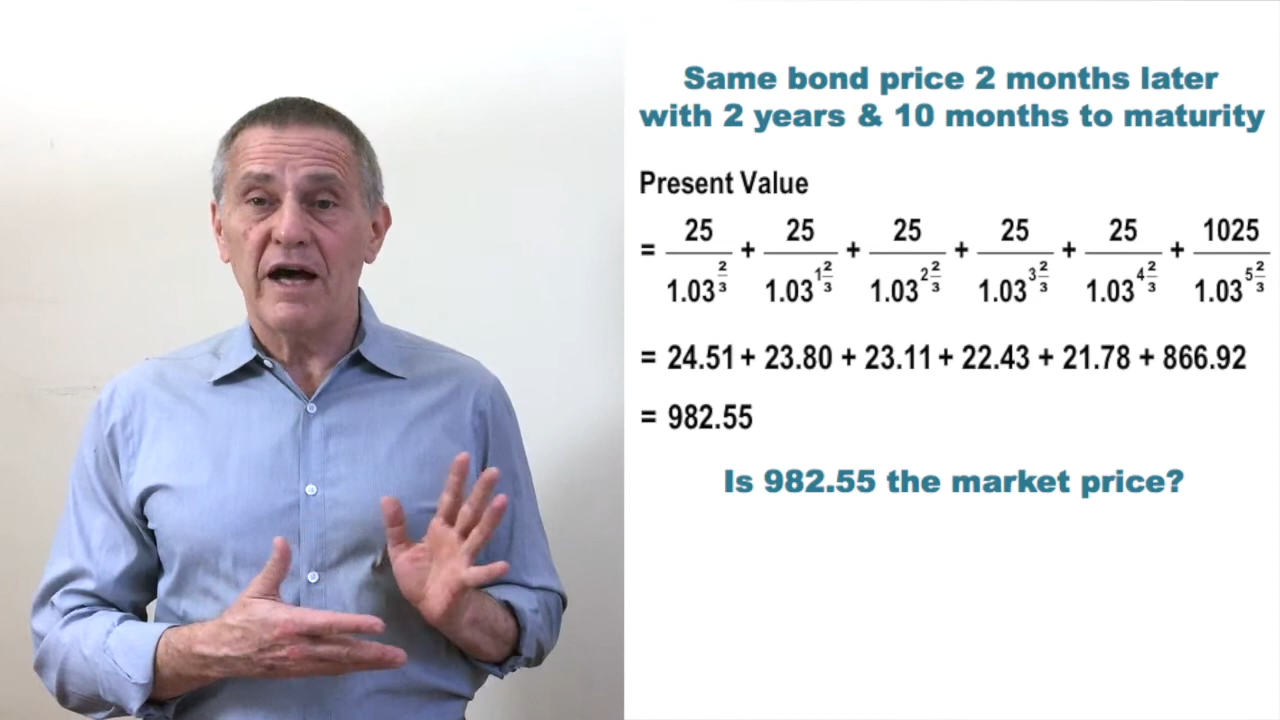 Same bond price 2 months later
with 2 years & 10 months to maturity
Present Value
= 25/1.03^(2/3) + 25/1.03^(1 2/3) + 25/1.03^(2 2/3) + 25/1.03^(3 2/3) + 25/1.03^(4 2/3) + 1025/1.03^(5 2/3)
= 24.51 + 23.80 + 23.11 + 22.43 + 21.78 + 866.92
= 982.55
Is 982.55 the market price?